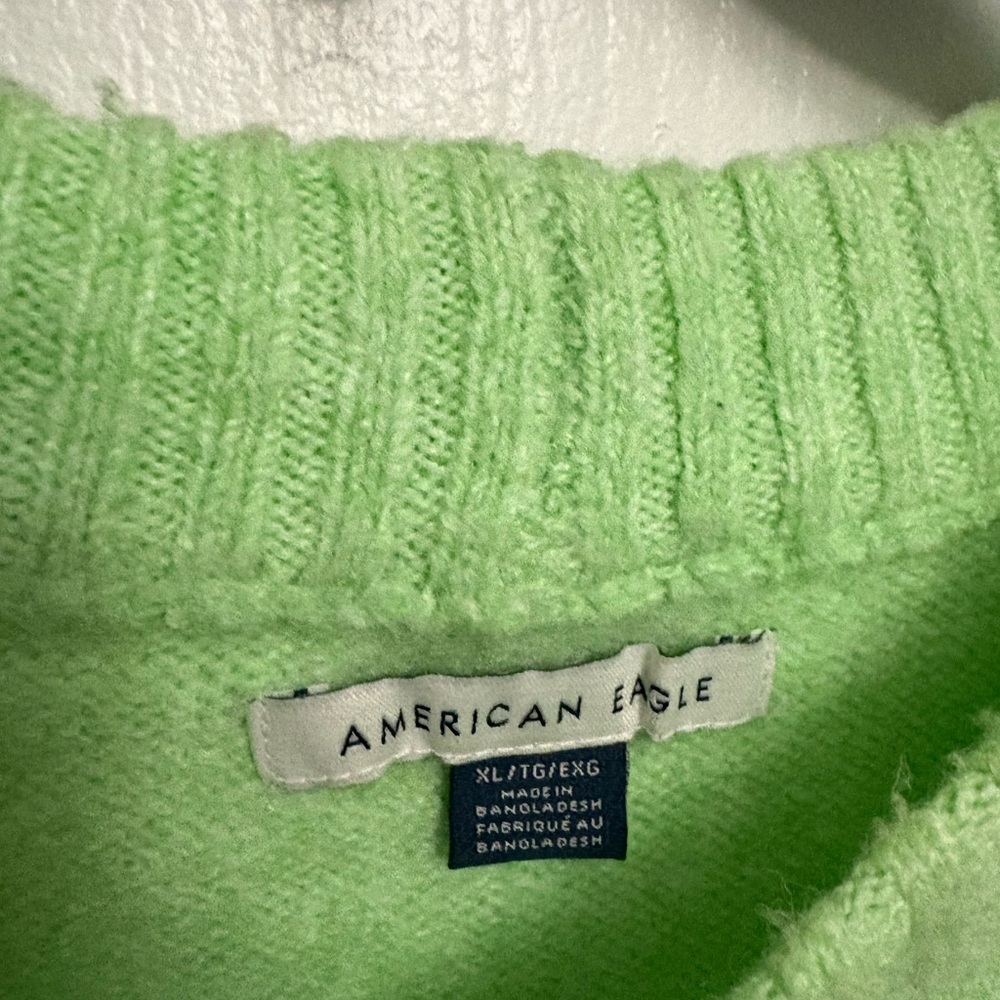 AMERICAN EAGLE
XL/TG/EXG
MADE IN
BANGLADESH
FABRIQUÉ AU
BANGLADESH